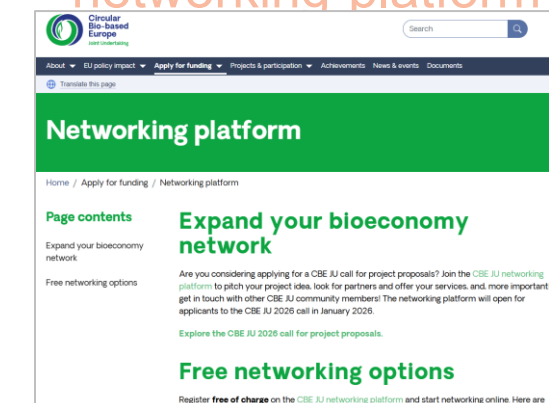 networking platform
Circular
Bio-based
Europe
Joint Undertaking
Search
About EU policy impact Apply for funding Projects & participation Achievements News & events Documents
Translate this page
Networking platform
Home / Apply for funding / Networking platform
Page contents
Expand your bioeconomy
network
Free networking options
Expand your bioeconomy
network
Are you considering applying for a CBE JU call for project proposals? Join the CBE JU networking
platform to pitch your project idea, look for partners and offer your services, and, more important
get in touch with other CBE JU community members! The networking platform will open for
applicants to the CBE JU 2026 call in January 2026.
Explore the CBE JU 2026 call for project proposals.
Free networking options
Register free of charge on the CBE JU networking platform and start networking online. Here are